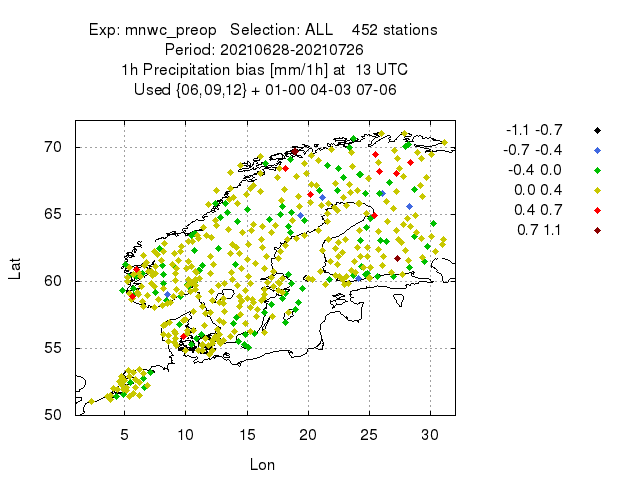 Exp: mnwc_preop Selection: ALL 452 stations
Period: 20210628-20210726
1h Precipitation bias [mm/1h] at 13 UTC
Used {06,09,12} + 01-00 04-03 07-06
-1.1 -0.7
-0.7 -0.4
-0.4 0.0
0.0 0.4
0.4 0.7
0.7 1.1
70
65
60
55
50
Lat
5 10 15 20 25 30
Lon